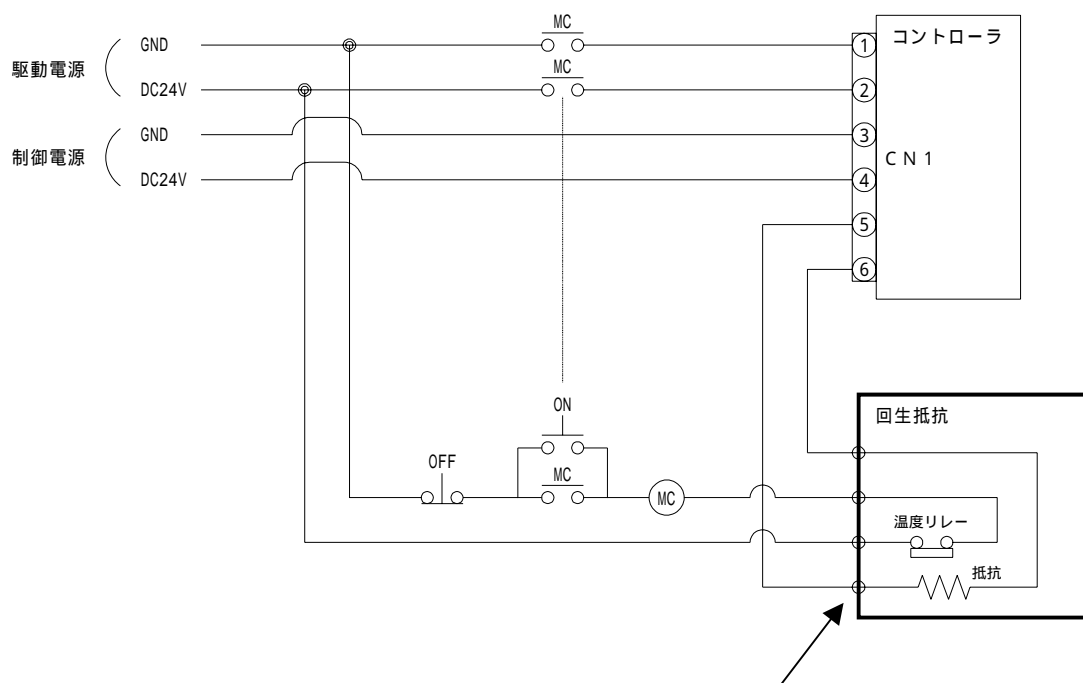 MC
コントローラ
駆動電源
GND
①
MC
DC24V
②
制御電源
GND
③
CN1
DC24V
④
⑤
⑥
ON
回生抵抗
OFF
MC
MC
温度リレー
抵抗